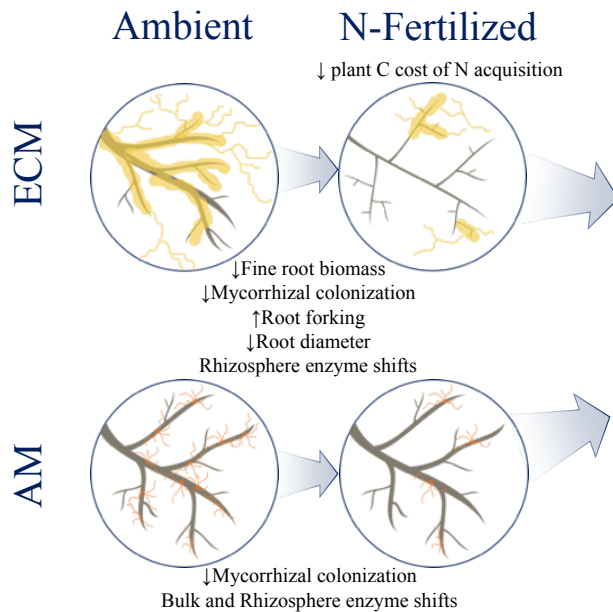 Ambient
N-Fertilized
↓ plant C cost of N acquisition
ECM
↓Fine root biomass
↓Mycorrhizal colonization
↑Root forking
↓Root diameter
Rhizosphere enzyme shifts
AM
↓Mycorrhizal colonization
Bulk and Rhizosphere enzyme shifts